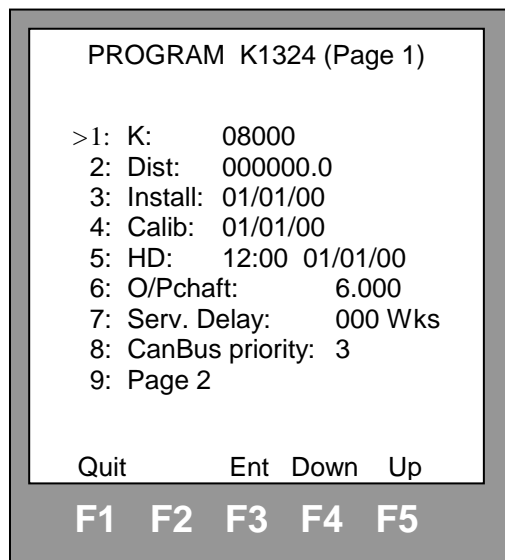 PROGRAM K1324 (Page 1)
>1: K: 08000
2: Dist: 000000.0
3: Install: 01/01/00
4: Calib: 01/01/00
5: HD: 12:00 01/01/00
6: O/Pchaft: 6.000
7: Serv. Delay: 000 Wks
8: CanBus priority: 3
9: Page 2
Quit Ent Down Up
F1 F2 F3 F4 F5